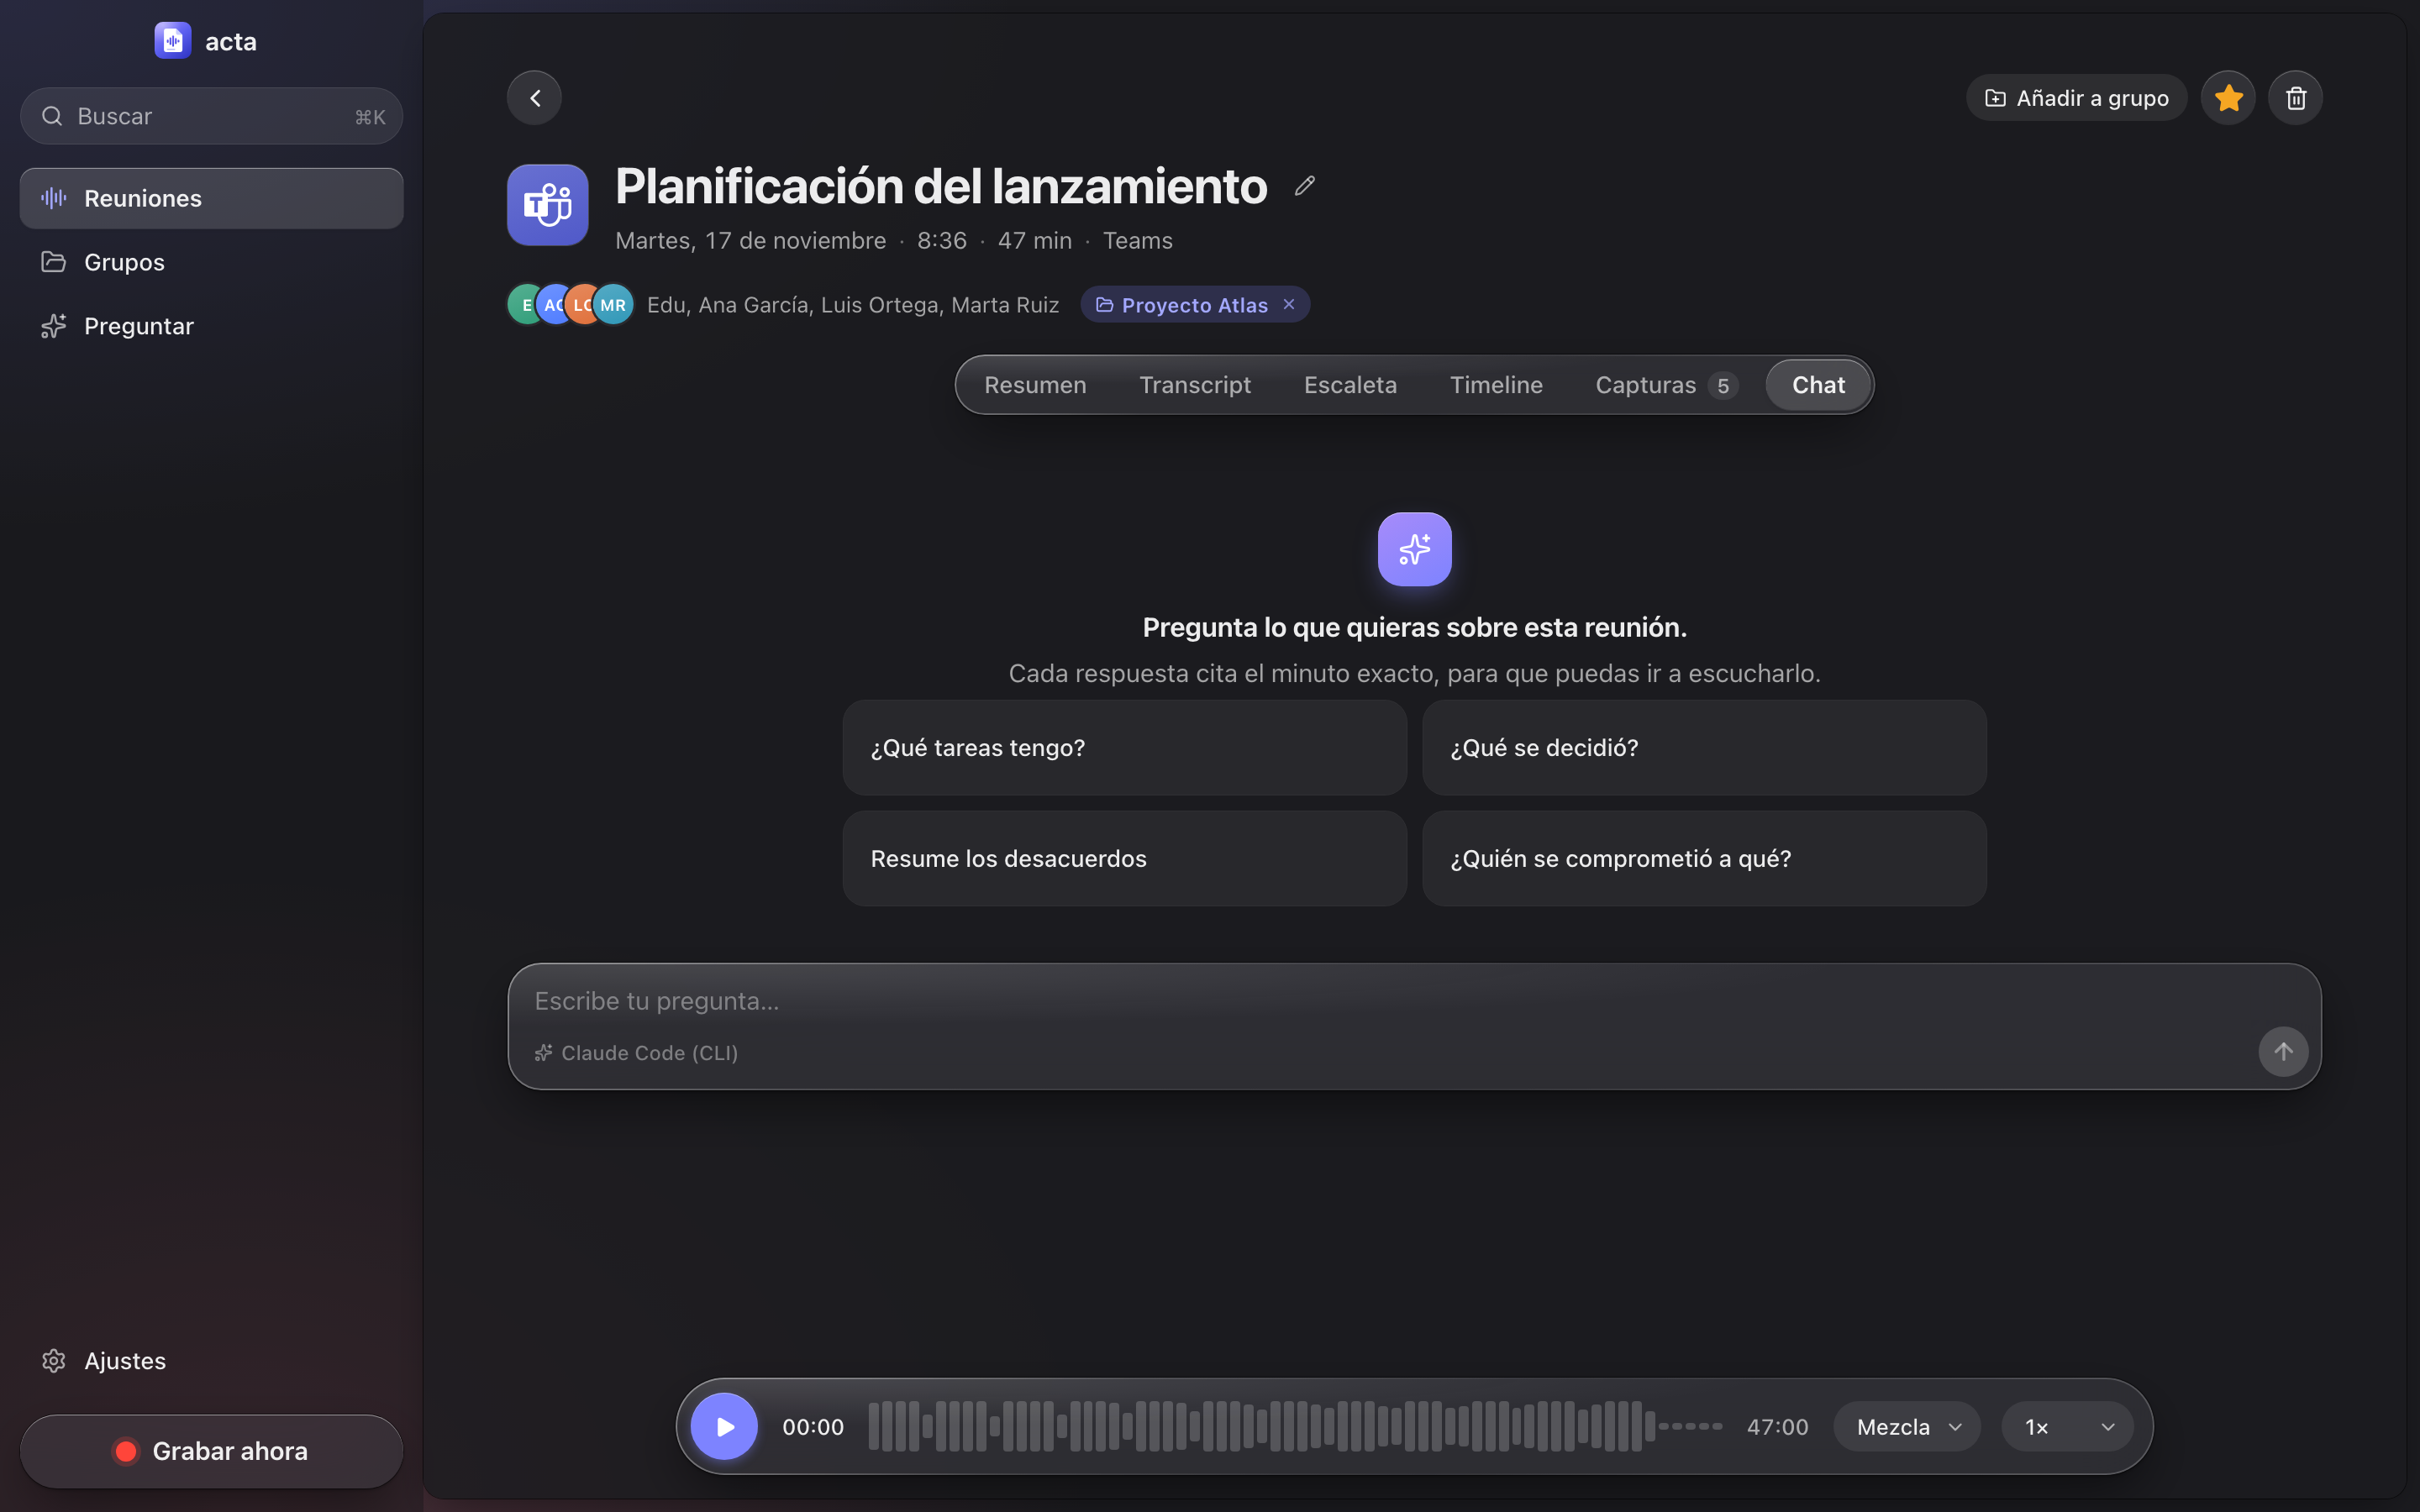 acta
Buscar ⌘K
Reuniones
Grupos
Preguntar
Ajustes
Grabar ahora
Añadir a grupo
Planificación del lanzamiento
Martes, 17 de noviembre · 8:36 · 47 min · Teams
E MR Edu, Ana García, Luis Ortega, Marta Ruiz Proyecto Atlas
Resumen Transcript Escaleta Timeline Capturas 5 Chat
Pregunta lo que quieras sobre esta reunión.
Cada respuesta cita el minuto exacto, para que puedas ir a escucharlo.
¿Qué tareas tengo? ¿Qué se decidió?
Resume los desacuerdos ¿Quién se comprometió a qué?
Escribe tu pregunta...
Claude Code (CLI)
00:00 47:00 Mezcla 1×